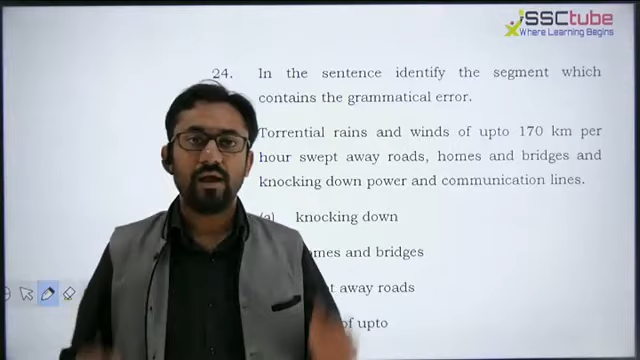 SSCtube
Where Learning Begins
24. In the sentence identify the segment which
contains the grammatical error.
Torrential rains and winds of upto 170 km per
hour swept away roads, homes and bridges and
knocking down power and communication lines.
(a) knocking down
omes and bridges
pt away roads
of upto